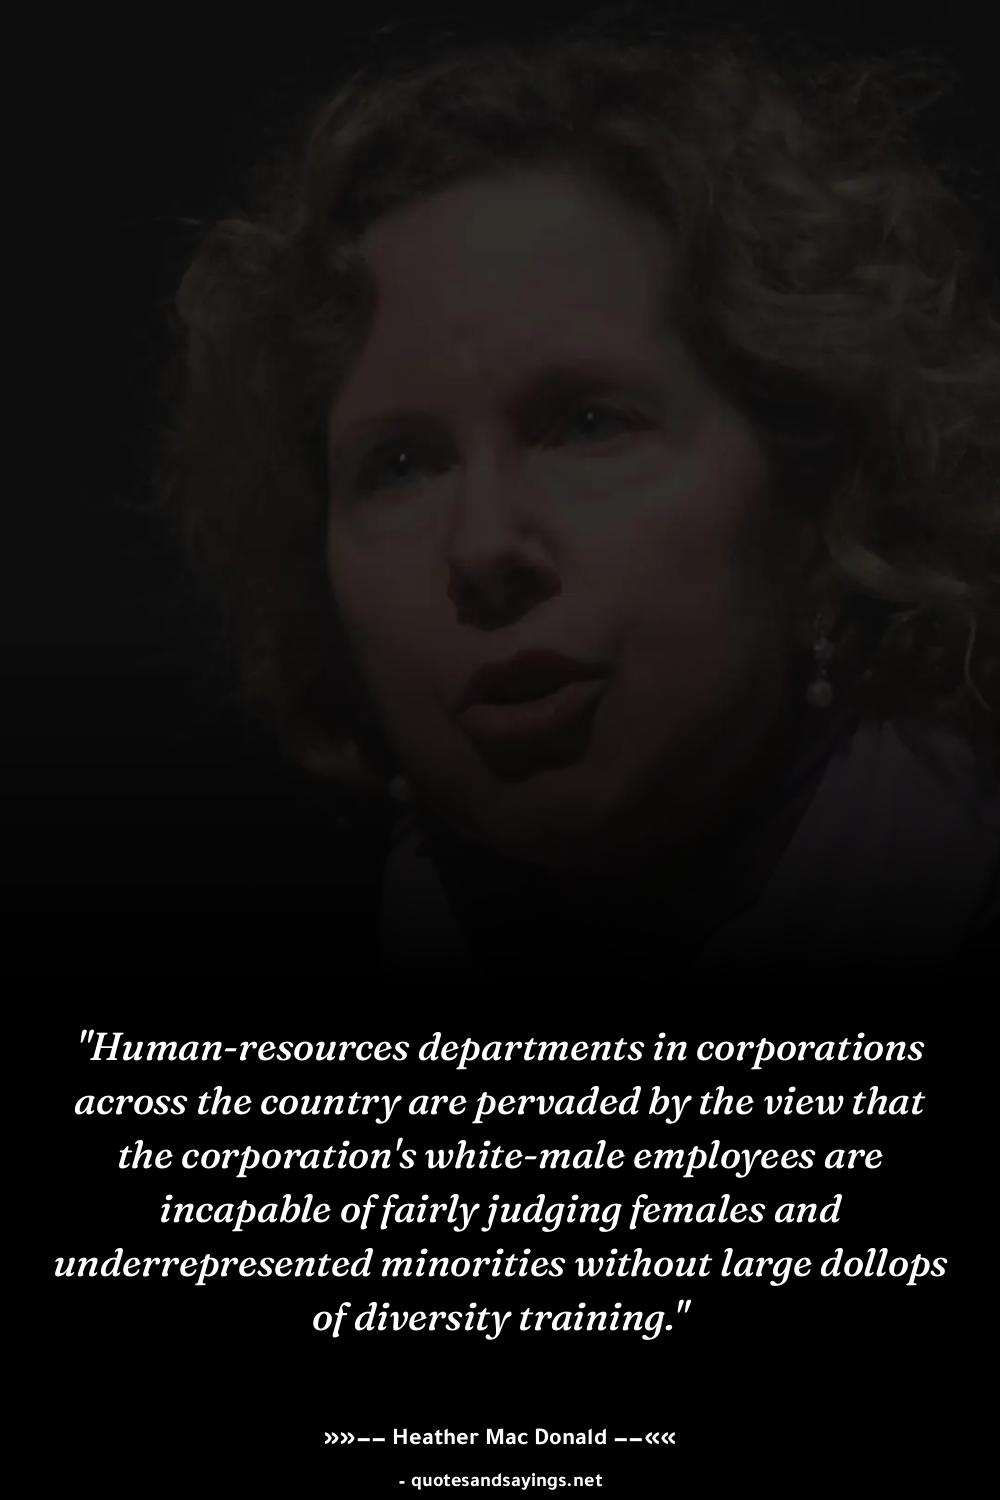 "Human-resources departments in corporations
across the country are pervaded by the view that
the corporation's white-male employees are
incapable of fairly judging females and
underrepresented minorities without large dollops
of diversity training."
»»–– Heather Mac Donald ––««
- quotesandsayings.net